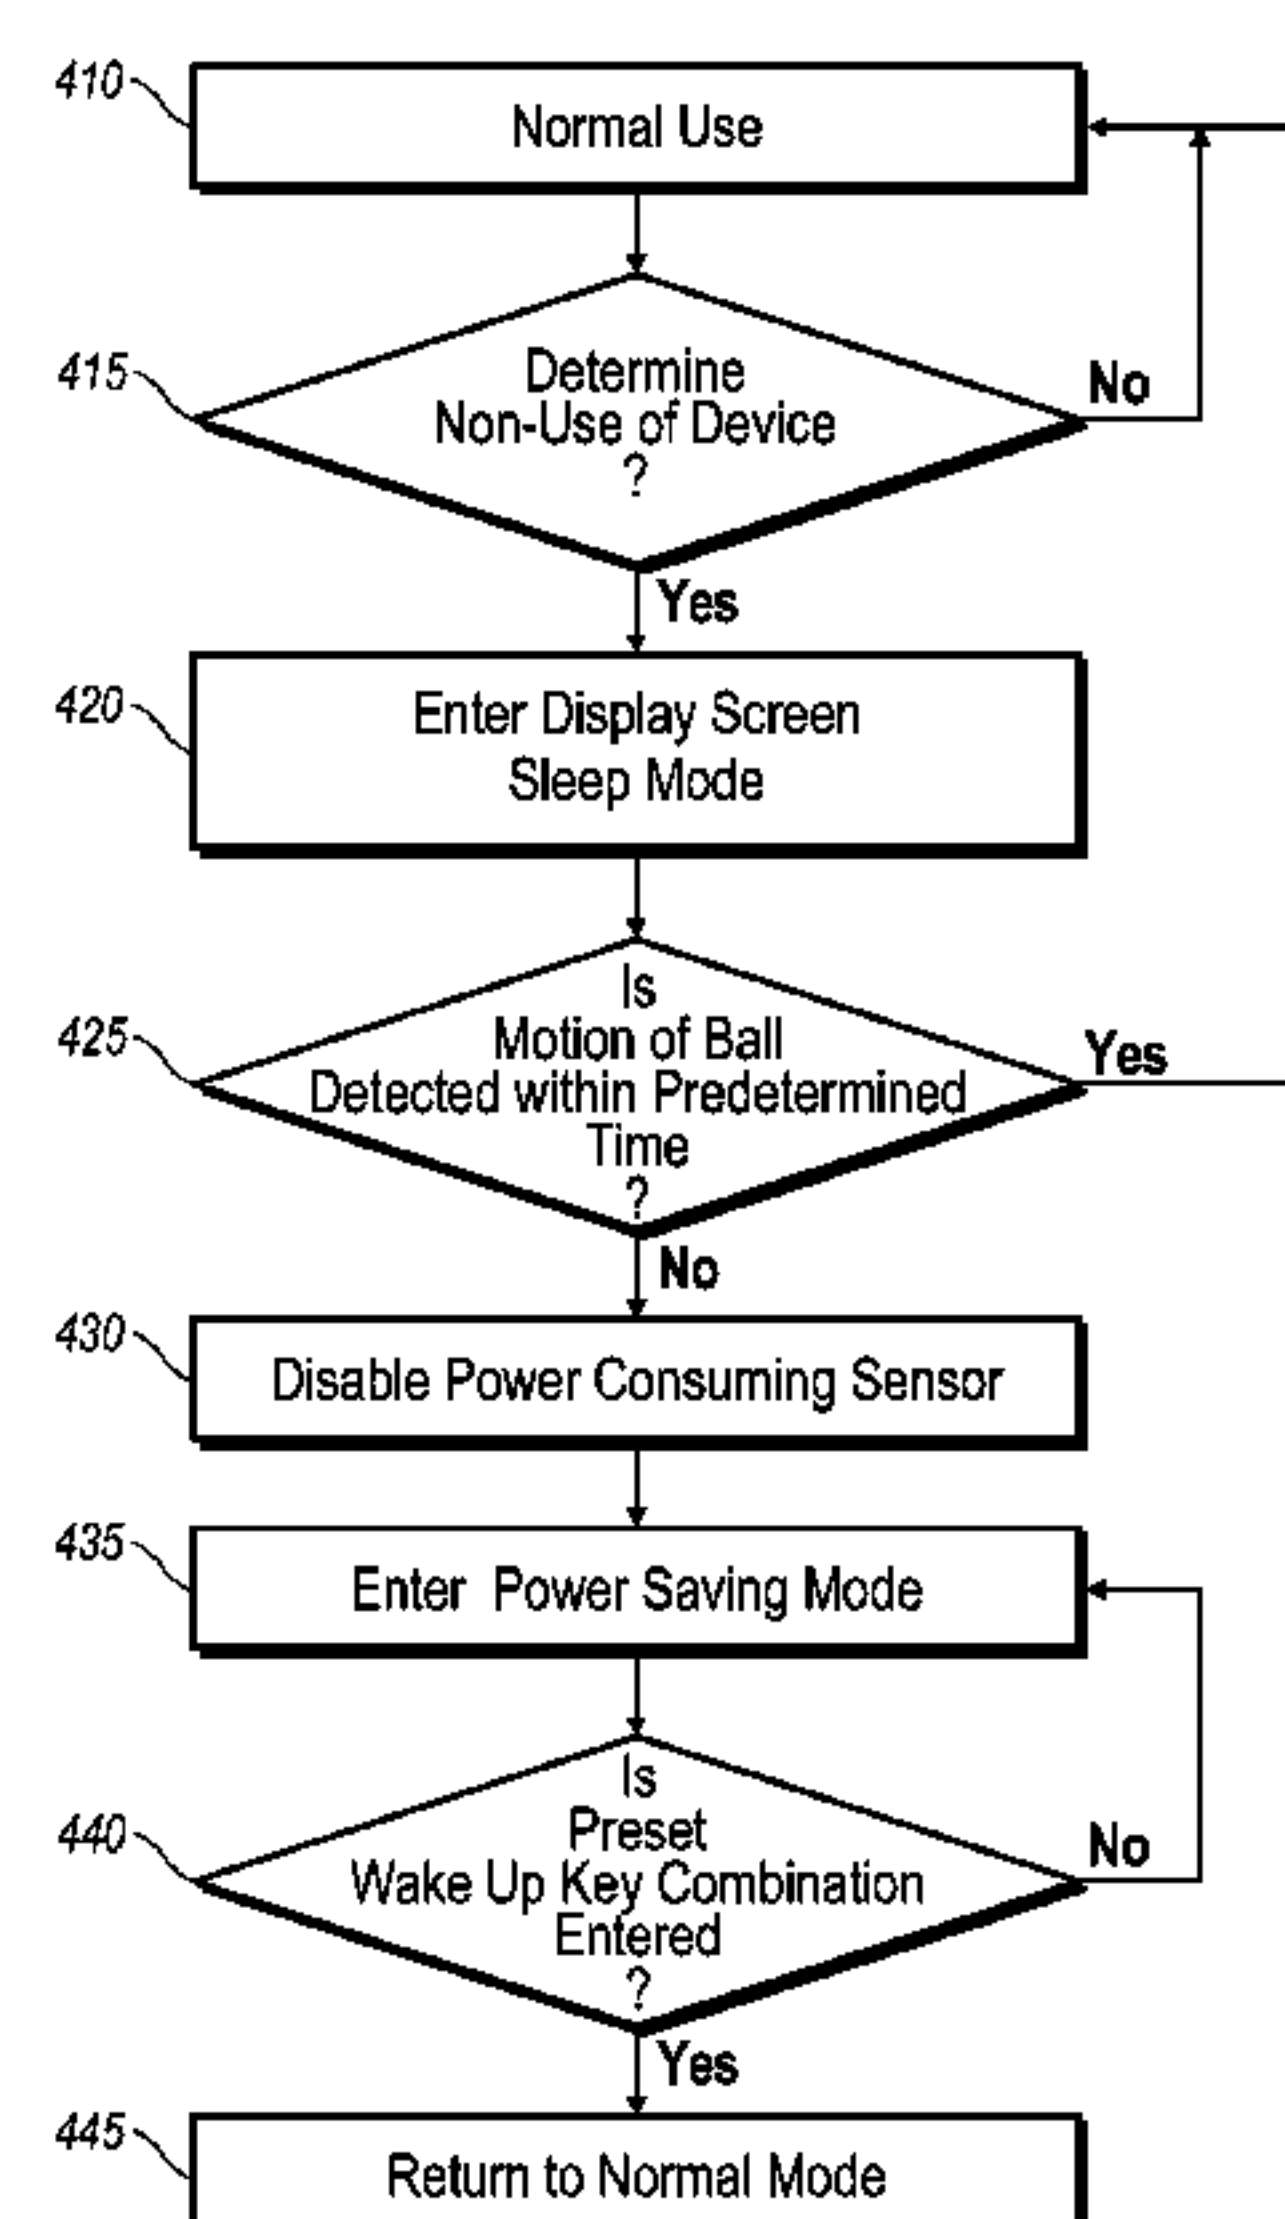 410
Normal Use
415
Determine
Non-Use of Device
?
No
Yes
420
Enter Display Screen
Sleep Mode
425
Is
Motion of Ball
Detected within Predetermined
Time
?
Yes
No
430
Disable Power Consuming Sensor
435
Enter Power Saving Mode
440
Is
Preset
Wake Up Key Combination
Entered
?
No
Yes
445
Return to Normal Mode